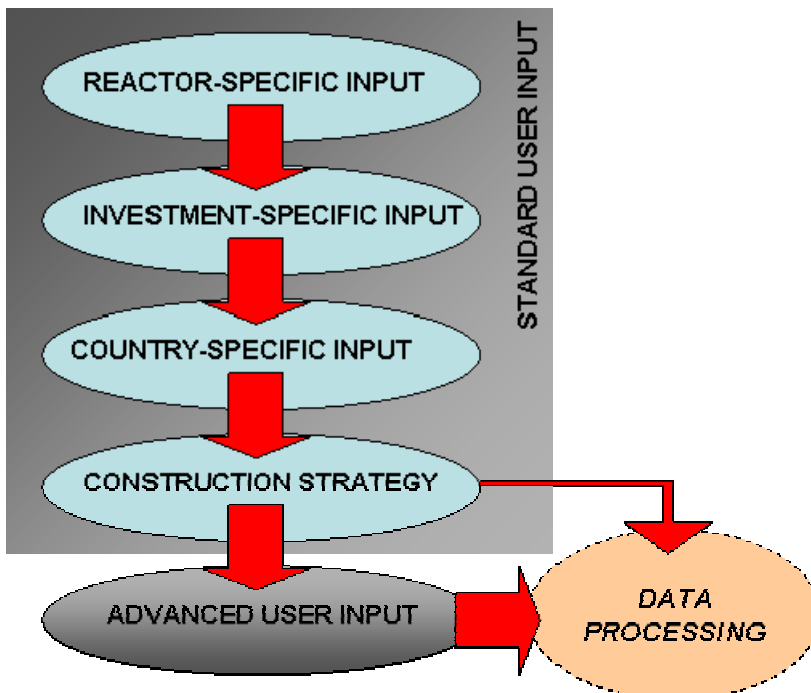 REACTOR-SPECIFIC INPUT
INVESTMENT-SPECIFIC INPUT
COUNTRY-SPECIFIC INPUT
CONSTRUCTION STRATEGY
STANDARD USER INPUT
ADVANCED USER INPUT
DATA
PROCESSING